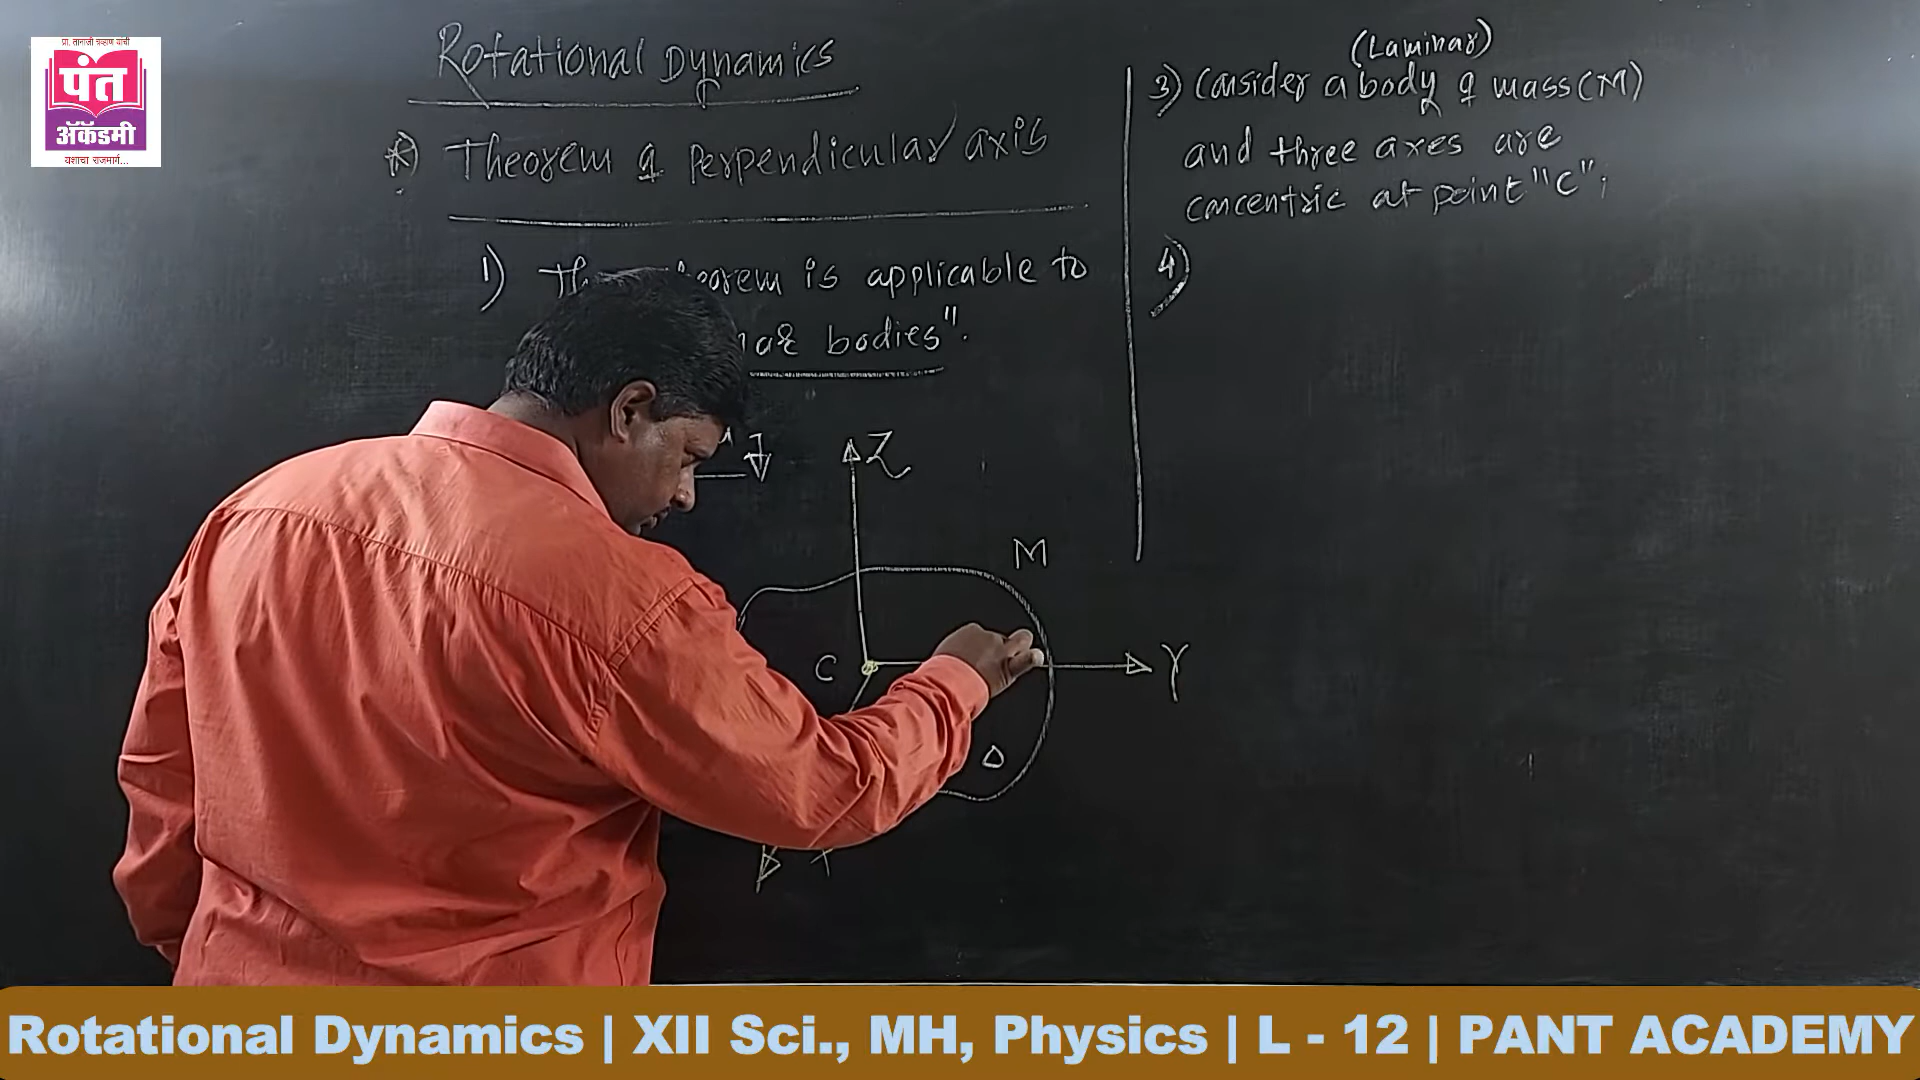 प्रा. तानाजी चव्हाण यांची
पंत
ॲकॅडमी
यशाचा राजमार्ग...
Rotational Dynamics
Theorem of Perpendicular axis
1) theorem is applicable to
bodies".
Z
M
C
Y
D
X
(Laminar)
3) Consider a body of mass (M)
and three axes are
concentric at point "C";
4)
Rotational Dynamics | XII Sci., MH, Physics | L - 12 | PANT ACADEMY